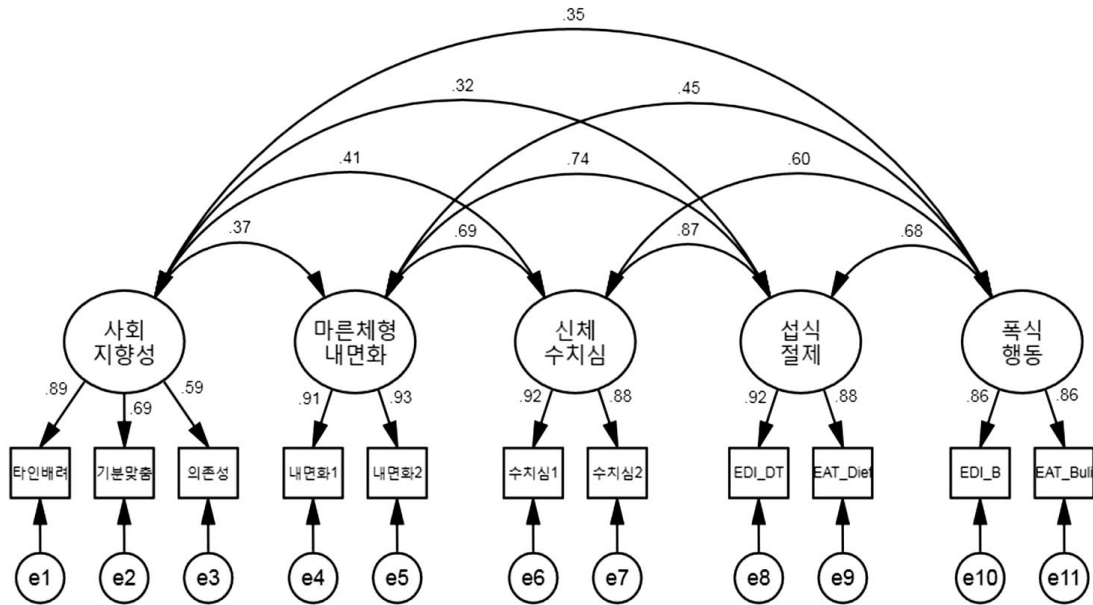 .35
.32
.45
.41
.74
.60
.37
.69
.87
.68
사회
지향성
마른체형
내면화
신체
수치심
섭식
절제
폭식
행동
.89
.69
.59
.91
.93
.92
.88
.92
.88
.86
.86
타인배려
기분맞춤
의존성
내면화1
내면화2
수치심1
수치심2
EDI_DT
EAT_Diet
EDI_B
EAT_Buli
e1
e2
e3
e4
e5
e6
e7
e8
e9
e10
e11